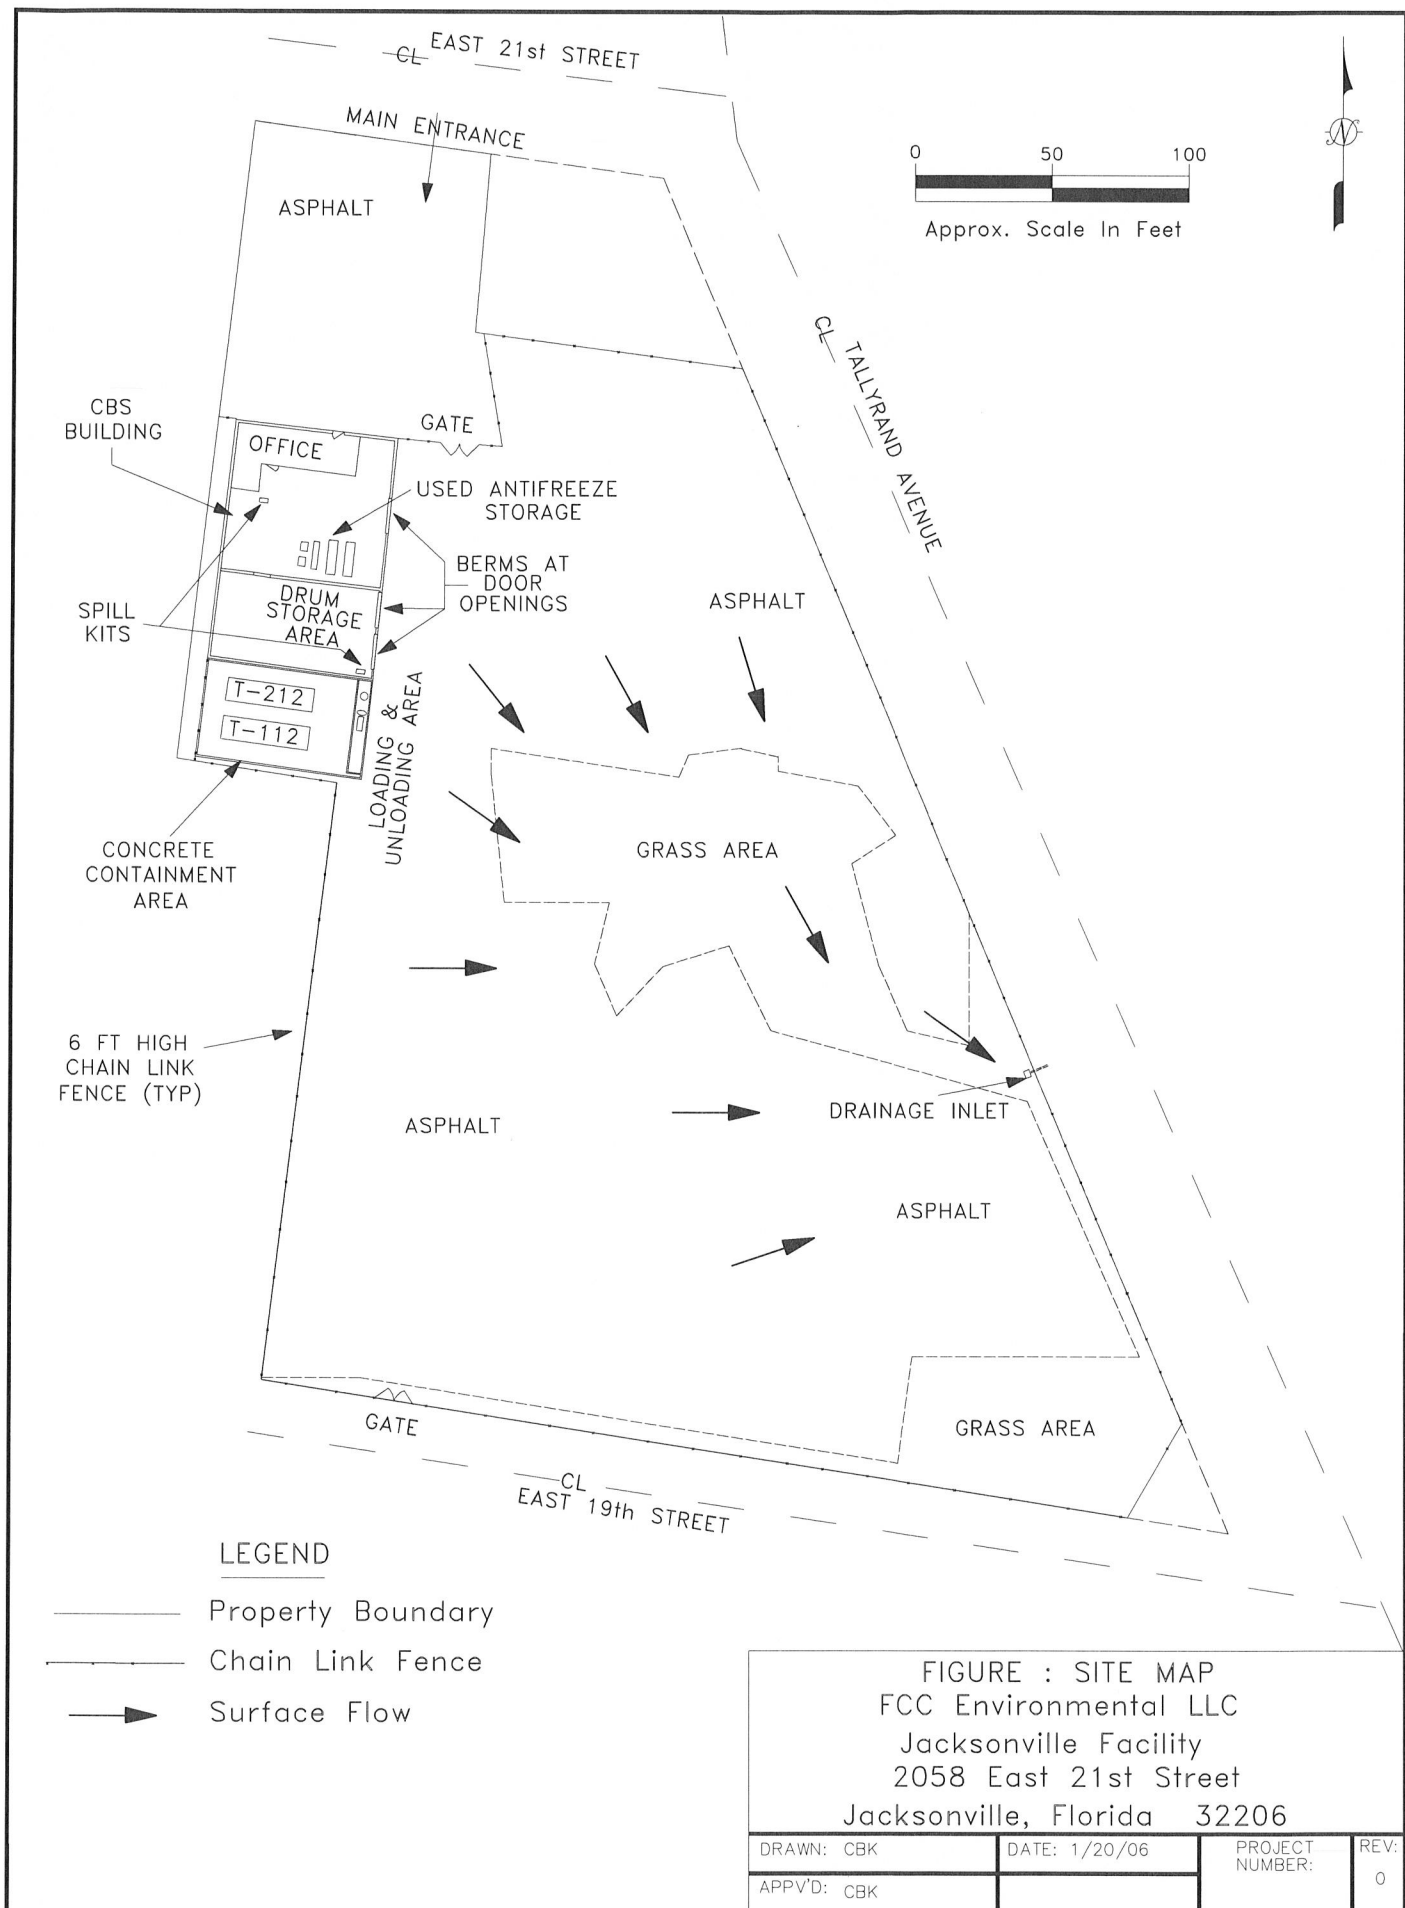 EAST 21st STREET
CL
MAIN ENTRANCE
ASPHALT
0 50 100
Approx. Scale In Feet
N
CL TALLYRAND AVENUE
CBS
BUILDING
OFFICE
GATE
USED ANTIFREEZE
STORAGE
BERMS AT
DOOR
OPENINGS
SPILL
KITS
DRUM
STORAGE
AREA
ASPHALT
T-212
T-112
LOADING &
UNLOADING AREA
CONCRETE
CONTAINMENT
AREA
GRASS AREA
6 FT HIGH
CHAIN LINK
FENCE (TYP)
ASPHALT
DRAINAGE INLET
ASPHALT
GATE
GRASS AREA
CL
EAST 19th STREET
LEGEND
Property Boundary
Chain Link Fence
Surface Flow
FIGURE : SITE MAP
FCC Environmental LLC
Jacksonville Facility
2058 East 21st Street
Jacksonville, Florida 32206
DRAWN: CBK
DATE: 1/20/06
PROJECT
NUMBER:
REV:
0
APPV'D: CBK